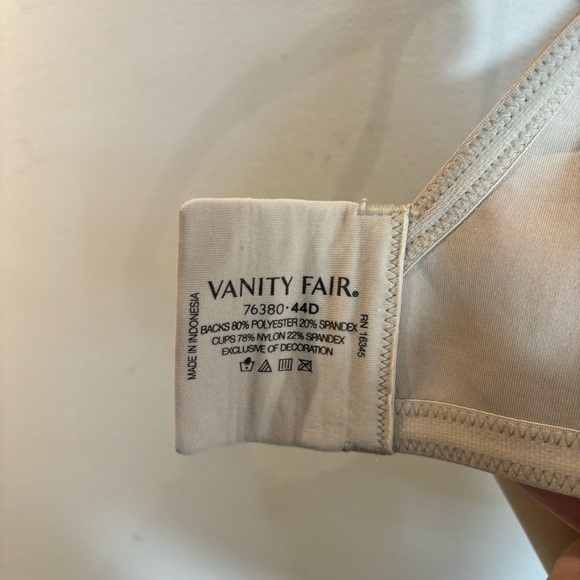 VANITY FAIR®
76380·44D
BACKS 80% POLYESTER 20% SPANDEX
CUPS 78% NYLON 22% SPANDEX
EXCLUSIVE OF DECORATION
MADE IN INDONESIA
RN 16345